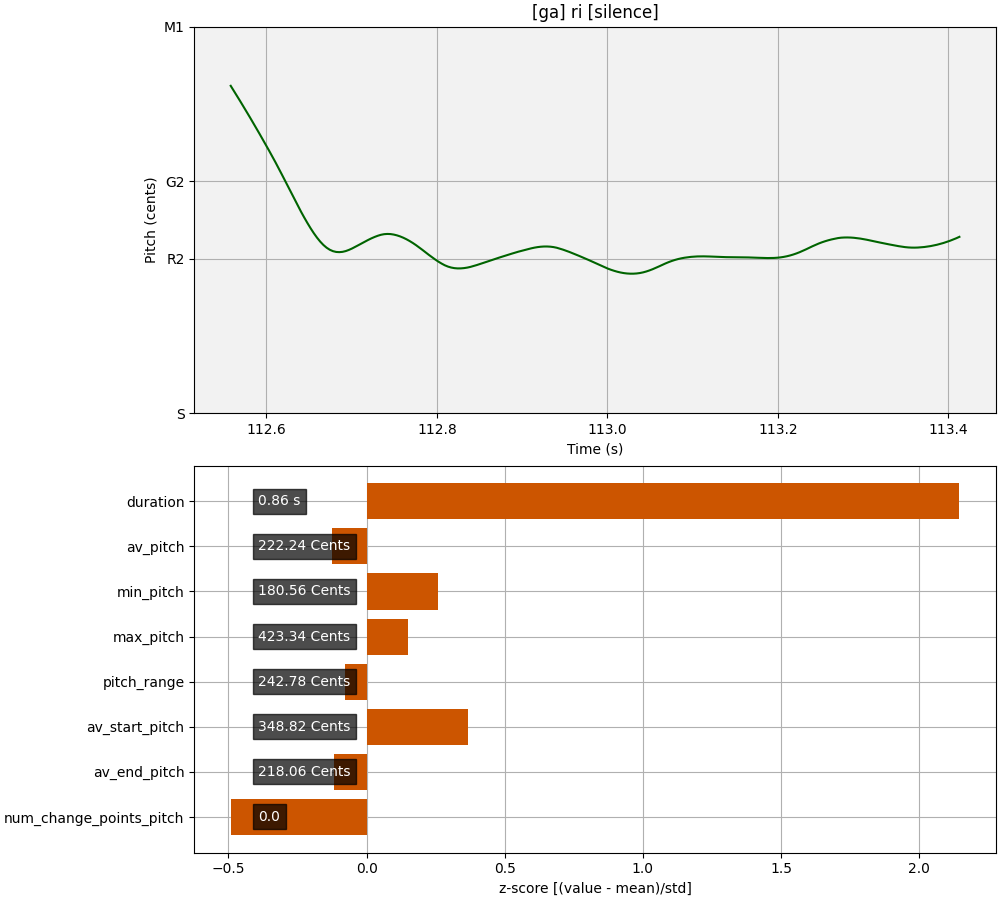 [ga] ri [silence]
M1
G2
R2
S
Pitch (cents)
112.6 112.8 113.0 113.2 113.4
Time (s)
duration 0.86 s
av_pitch 222.24 Cents
min_pitch 180.56 Cents
max_pitch 423.34 Cents
pitch_range 242.78 Cents
av_start_pitch 348.82 Cents
av_end_pitch 218.06 Cents
num_change_points_pitch 0.0
−0.5 0.0 0.5 1.0 1.5 2.0
z-score [(value - mean)/std]